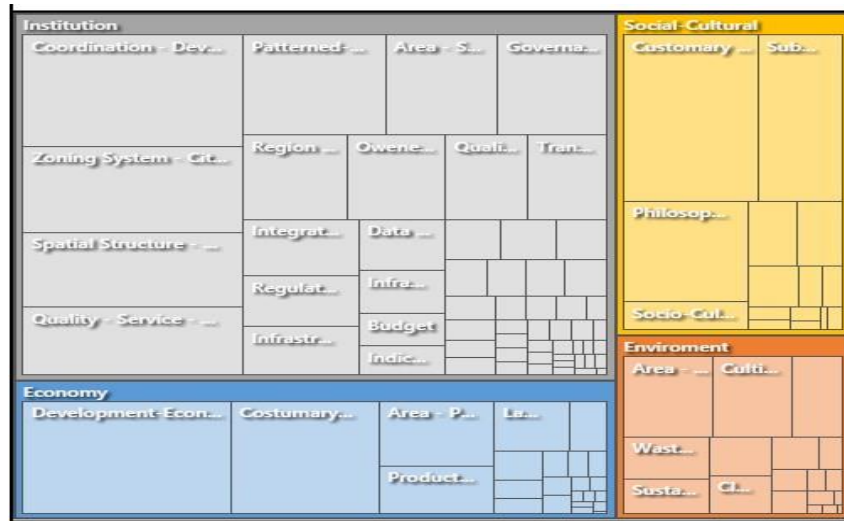 Institution
Coordination - Dev...
Patterned-...
Area - S...
Governa...
Zoning System - Cit...
Region ...
Owene...
Quali...
Tran...
Spatial Structure - ...
Integrat...
Data ...
Regulat...
Infra...
Quality - Service - ...
Infrastr...
Budget
Indic...
Social-Cultural
Customary ...
Sub...
Philosop...
Socio-Cul...
Economy
Development-Econ...
Costumary...
Area - P...
La...
Product...
Enviroment
Area - ...
Culti...
Wast...
Susta...
Cl...